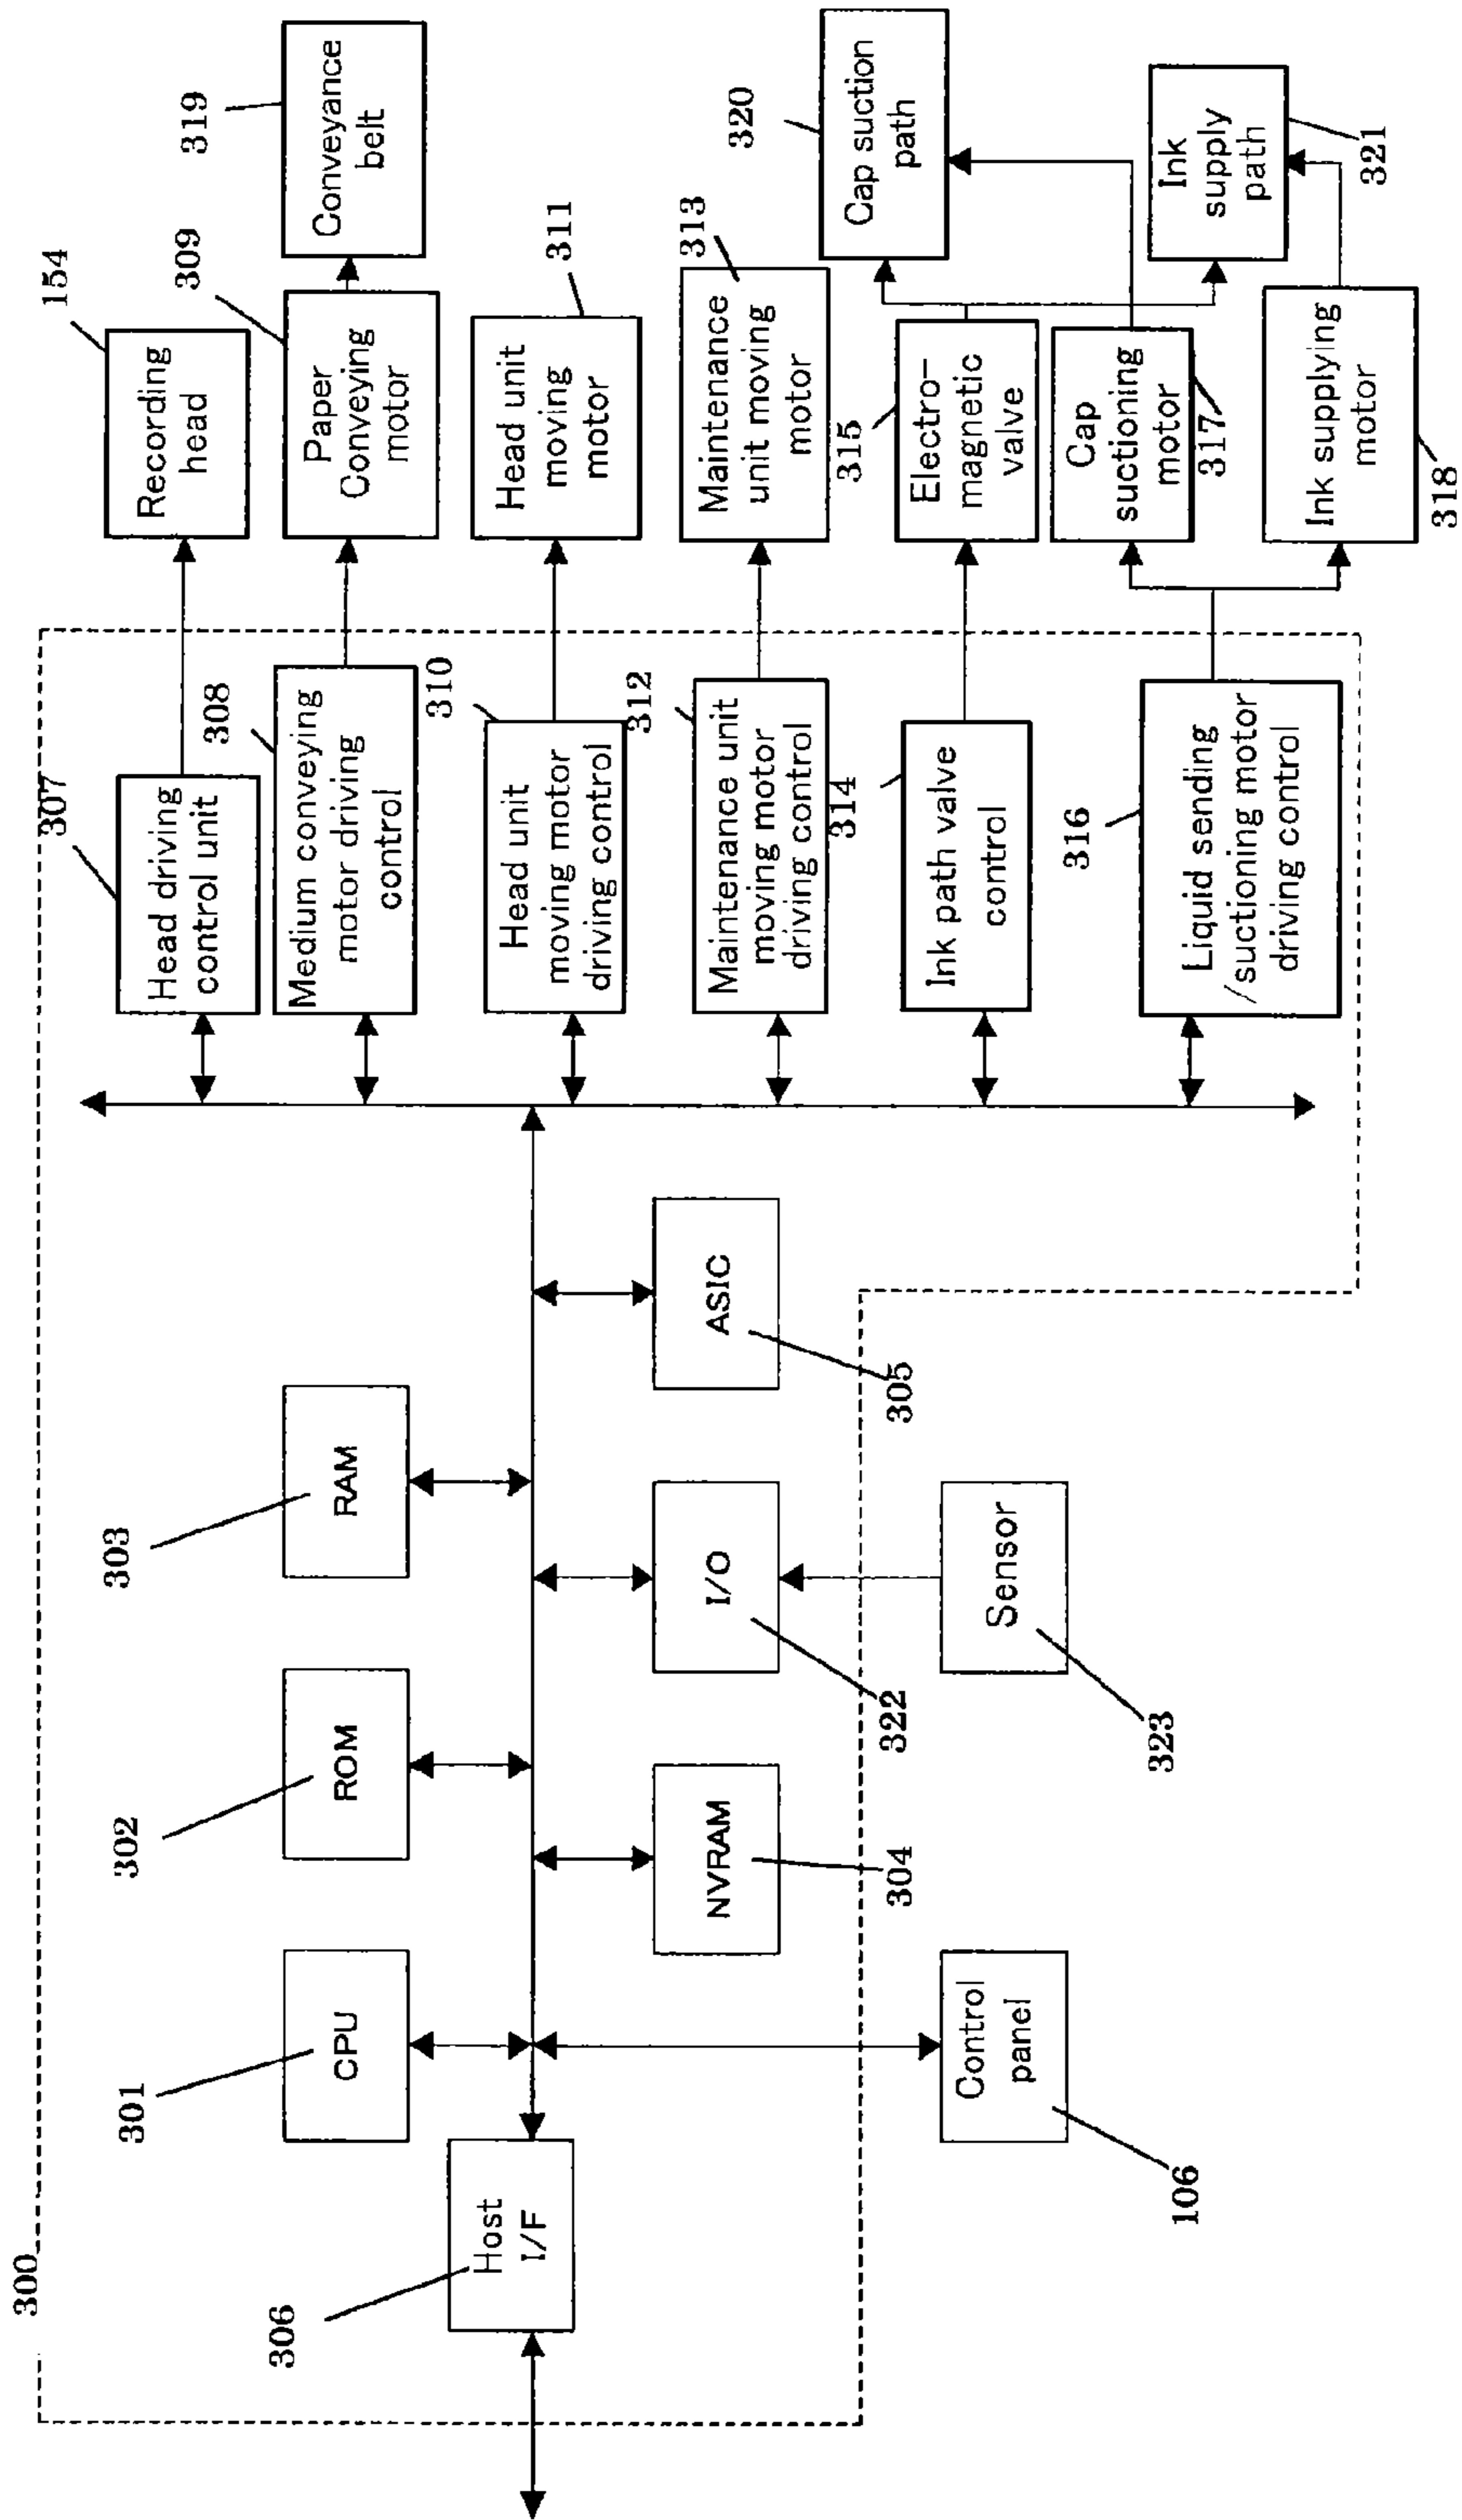 300
306
Host
I/F
301
CPU
302
ROM
303
RAM
304
NVRAM
322
I/O
305
ASIC
106
Control
panel
323
Sensor
307
Head driving
control unit
308
Medium conveying
motor driving
control
310
Head unit
moving motor
driving control
312
Maintenance unit
moving motor
driving control
314
Ink path valve
control
316
Liquid sending
/suctioning motor
driving control
154
Recording
head
309
Paper
Conveying
motor
319
Conveyance
belt
311
Head unit
moving
motor
313
Maintenance
unit moving
motor
315
Electro-
magnetic
valve
317
Cap
suctioning
motor
318
Ink supplying
motor
320
Cap suction
path
321
Ink
supply
path